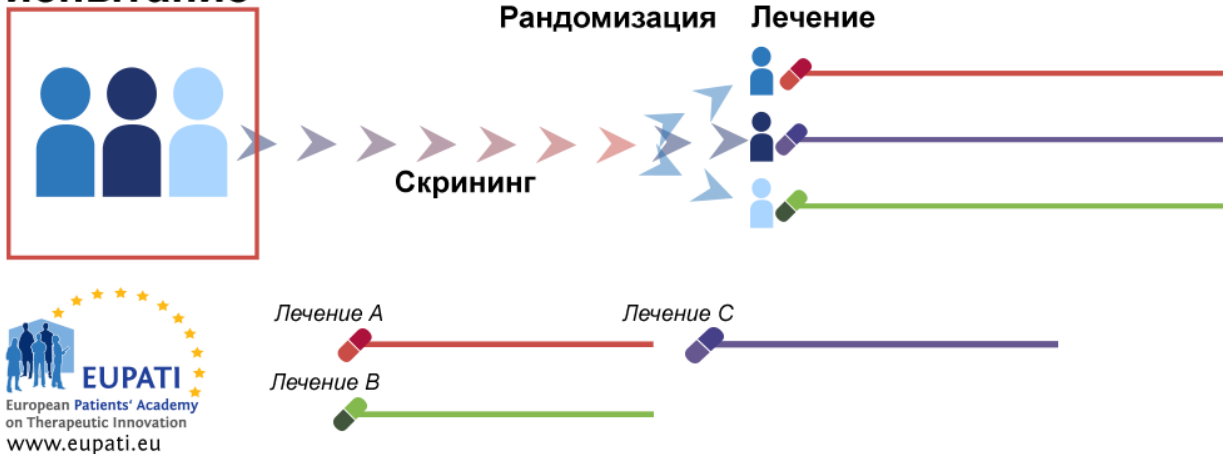 Рандомизация Лечение
Скрининг
Лечение A
Лечение C
Лечение B
EUPATI
European Patients' Academy
on Therapeutic Innovation
www.eupati.eu